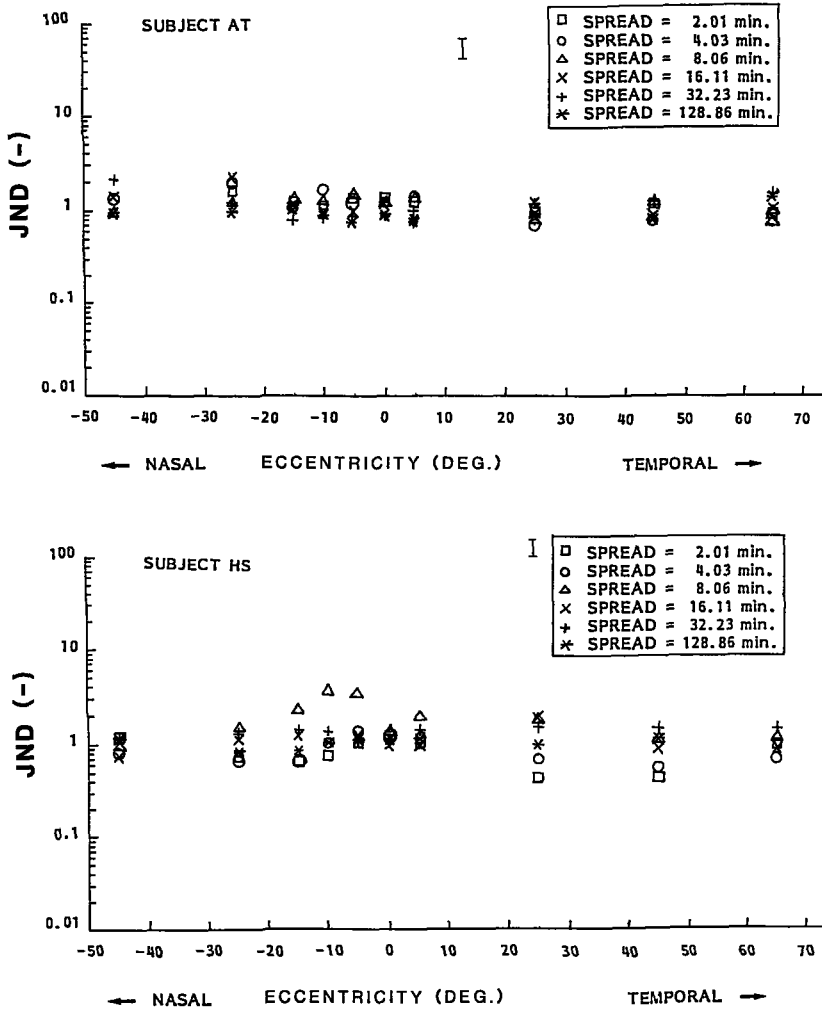 SUBJECT AT
□ SPREAD = 2.01 min.
○ SPREAD = 4.03 min.
△ SPREAD = 8.06 min.
× SPREAD = 16.11 min.
+ SPREAD = 32.23 min.
✳ SPREAD = 128.86 min.
JND (-)
100
10
1
0.1
0.01
-50 -40 -30 -20 -10 0 10 20 30 40 50 60 70
← NASAL ECCENTRICITY (DEG.) TEMPORAL →
SUBJECT HS
□ SPREAD = 2.01 min.
○ SPREAD = 4.03 min.
△ SPREAD = 8.06 min.
× SPREAD = 16.11 min.
+ SPREAD = 32.23 min.
✳ SPREAD = 128.86 min.
JND (-)
100
10
1
0.1
0.01
-50 -40 -30 -20 -10 0 10 20 30 40 50 60 70
← NASAL ECCENTRICITY (DEG.) TEMPORAL →